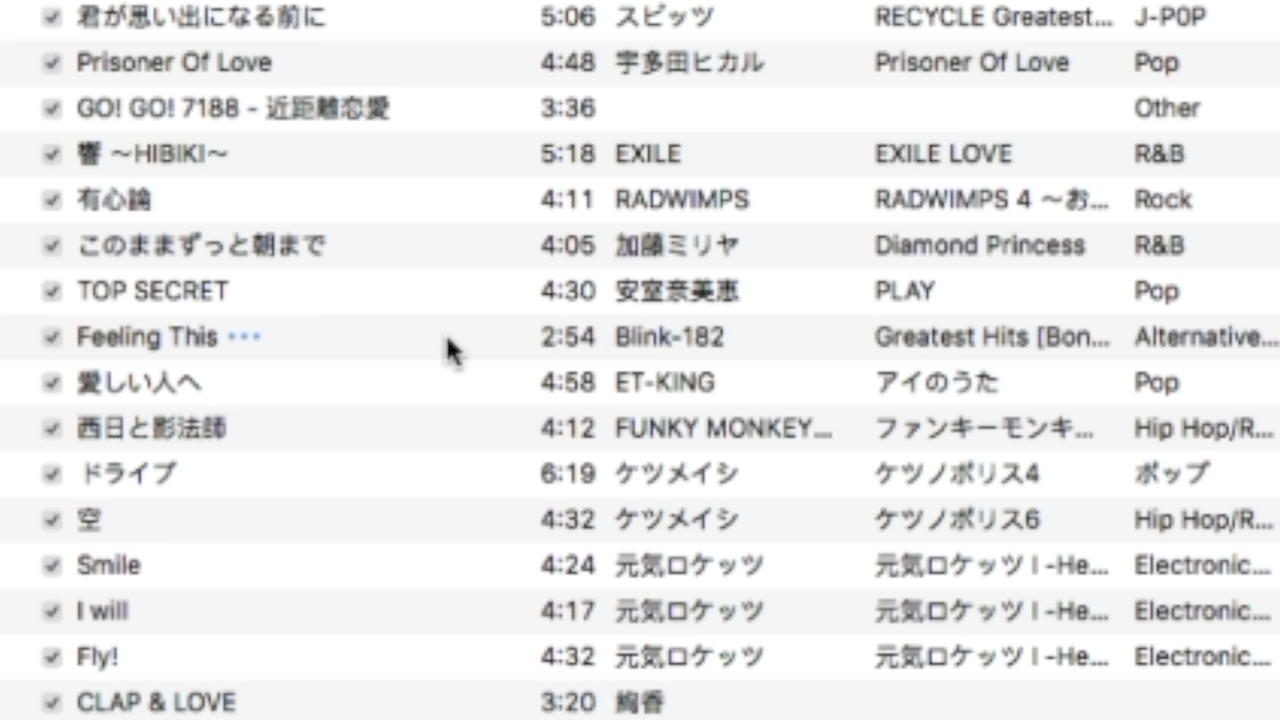 君が思い出になる前に 5:06 スピッツ RECYCLE Greatest... J-POP
Prisoner Of Love 4:48 宇多田ヒカル Prisoner Of Love Pop
GO! GO! 7188 - 近距離恋愛 3:36 Other
響 〜HIBIKI〜 5:18 EXILE EXILE LOVE R&B
有心論 4:11 RADWIMPS RADWIMPS 4 〜お... Rock
このままずっと朝まで 4:05 加藤ミリヤ Diamond Princess R&B
TOP SECRET 4:30 安室奈美恵 PLAY Pop
Feeling This ••• 2:54 Blink-182 Greatest Hits [Bon... Alternative...
愛しい人へ 4:58 ET-KING アイのうた Pop
西日と影法師 4:12 FUNKY MONKEY... ファンキーモンキ... Hip Hop/R...
ドライブ 6:19 ケツメイシ ケツノポリス4 ポップ
空 4:32 ケツメイシ ケツノポリス6 Hip Hop/R...
Smile 4:24 元気ロケッツ 元気ロケッツ I -He... Electronic...
I will 4:17 元気ロケッツ 元気ロケッツ I -He... Electronic...
Fly! 4:32 元気ロケッツ 元気ロケッツ I -He... Electronic...
CLAP & LOVE 3:20 絢香